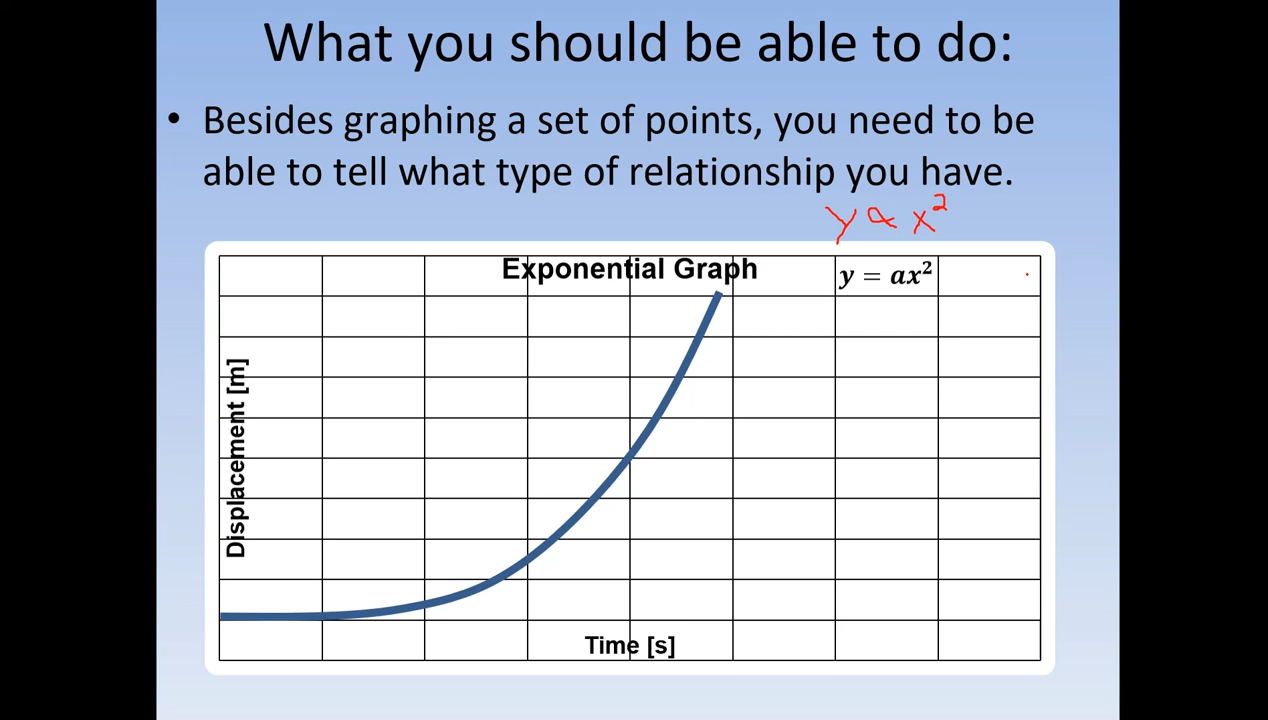 What you should be able to do:
• Besides graphing a set of points, you need to be
able to tell what type of relationship you have.
y ∝ x²
Exponential Graph
y = ax²
Displacement [m]
Time [s]